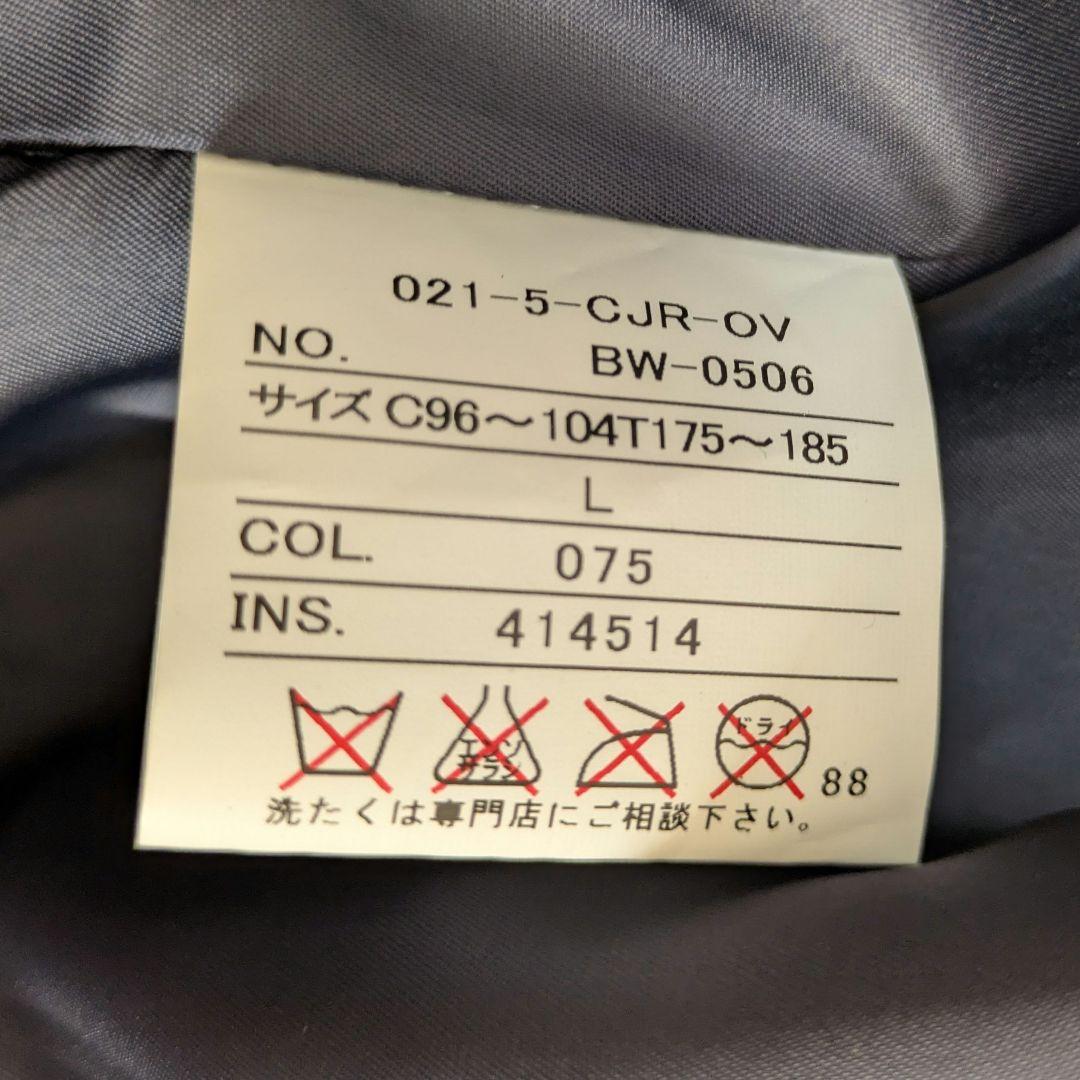 021-5-CJR-OV
NO. BW-0506
サイズ C96～104T175～185
L
COL. 075
INS. 414514
エンソ
サラシ
ドライ
88
洗たくは専門店にご相談下さい。